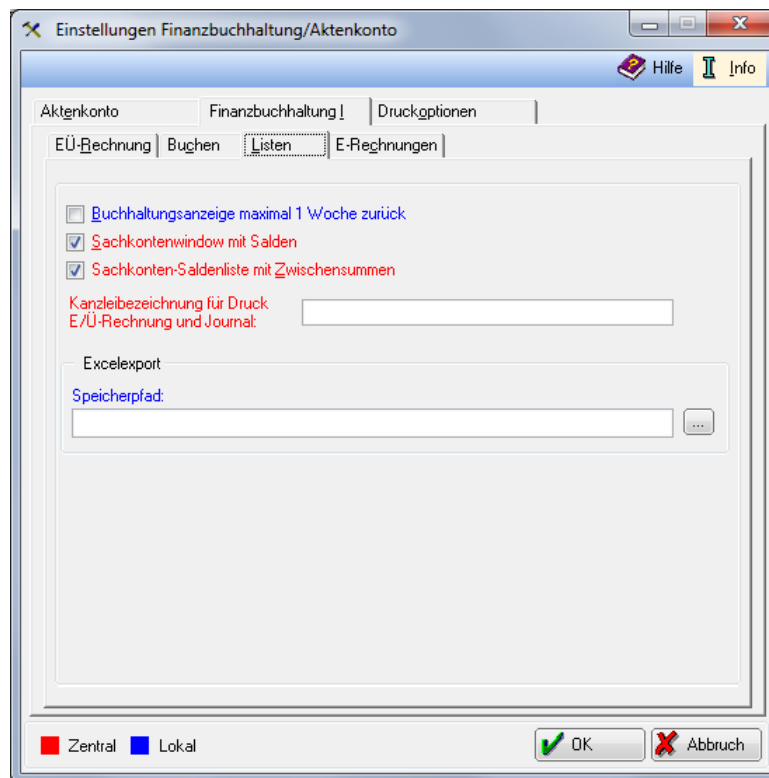 Einstellungen Finanzbuchhaltung/Aktenkonto
Hilfe Info
Aktenkonto Finanzbuchhaltung I Druckoptionen
EÜ-Rechnung Buchen Listen E-Rechnungen
Buchhaltungsanzeige maximal 1 Woche zurück
Sachkontenwindow mit Salden
Sachkonten-Saldenliste mit Zwischensummen
Kanzleibezeichnung für Druck
E/Ü-Rechnung und Journal:
Excelexport
Speicherpfad:
...
Zentral Lokal OK Abbruch